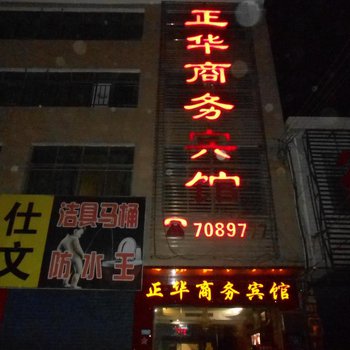 正华商务宾馆
☎70897
仕文
洁具马桶
防水王
正华商务宾馆